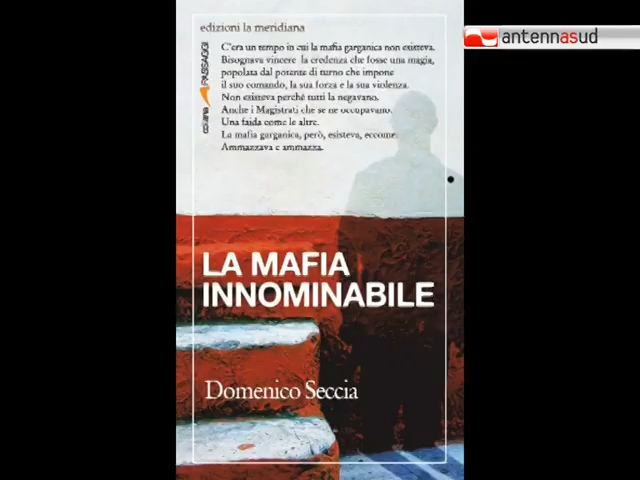 edizioni la meridiana
antennasud
C'era un tempo in cui la mafia garganica non esisteva.
Bisognava vincere la credenza che fosse una magia,
popolata dal potente di turno che impone
il suo comando, la sua forza e la sua violenza.
Non esisteva perché tutti la negavano.
Anche i Magistrati che se ne occupavano.
Una faida come le altre.
La mafia garganica, però, esisteva, eccome.
Ammazzava e ammazza.
collana PASSAGGI
LA MAFIA
INNOMINABILE
Domenico Seccia